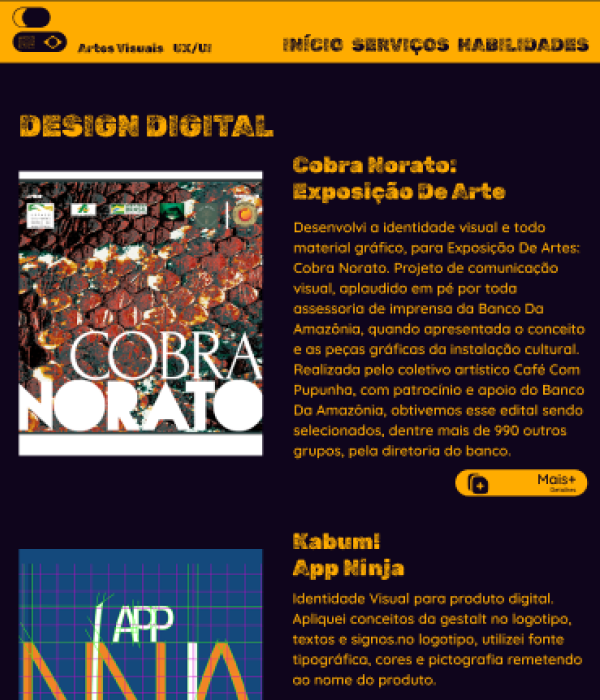 Artes Visuais UX/UI
INÍCIO SERVIÇOS HABILIDADES
DESIGN DIGITAL
COBRA
NORATO
Cobra Norato:
Exposição De Arte
Desenvolvi a identidade visual e todo
material gráfico, para Exposição De Artes:
Cobra Norato. Projeto de comunicação
visual, aplaudido em pé por toda
assessoria de imprensa da Banco Da
Amazônia, quando apresentada o conceito
e as peças gráficas da instalação cultural.
Realizada pelo coletivo artístico Café Com
Pupunha, com patrocínio e apoio do Banco
Da Amazônia, obtivemos esse edital sendo
selecionados, dentre mais de 990 outros
grupos, pela diretoria do banco.
Mais+
Detalhes
APP
NINJA
Kabum!
App Ninja
Identidade Visual para produto digital.
Apliquei conceitos da gestalt no logotipo,
textos e signos.no logotipo, utilizei fonte
tipográfica, cores e pictografia remetendo
ao nome do produto.